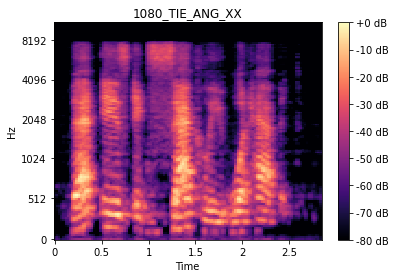 1080_TIE_ANG_XX
8192
4096
2048
1024
512
0
Hz
0 0.5 1 1.5 2 2.5
Time
+0 dB
-10 dB
-20 dB
-30 dB
-40 dB
-50 dB
-60 dB
-70 dB
-80 dB